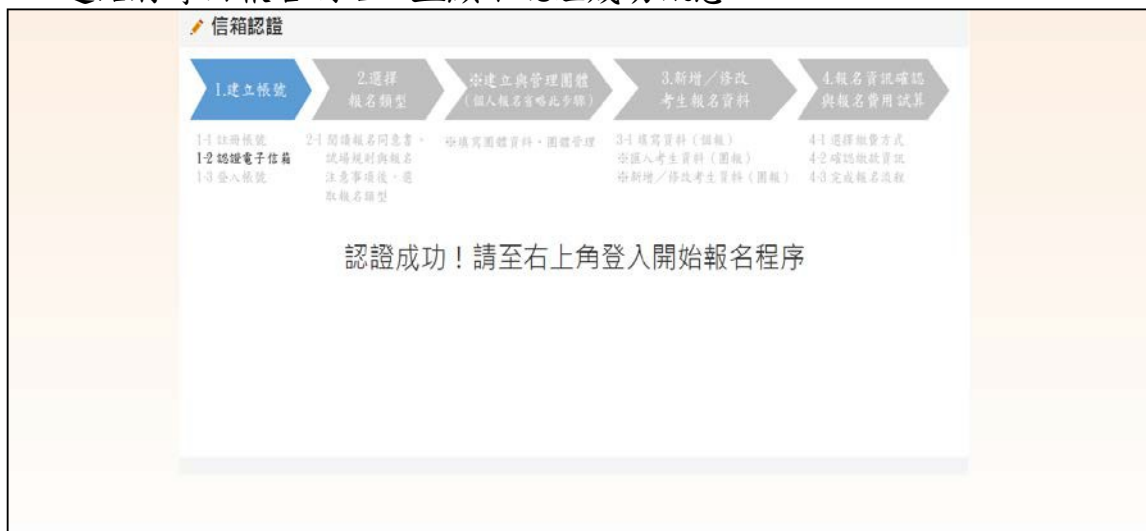 信箱認證
1.建立帳號
2.選擇
報名類型
※建立與管理團體
(個人報名省略此步驟)
3.新增／修改
考生報名資料
4.報名資訊確認
與報名費用試算
1-1 註冊帳號
1-2 認證電子信箱
1-3 登入帳號
2-1 閱讀報名同意書、
試場規則與報名
注意事項後，選
取報名類型
※填寫團體資料、團體管理
3-1 填寫資料（個報）
※匯入考生資料（團報）
※新增／修改考生資料（團報）
4-1 選擇繳費方式
4-2 確認繳款資訊
4-3 完成報名流程
認證成功！請至右上角登入開始報名程序